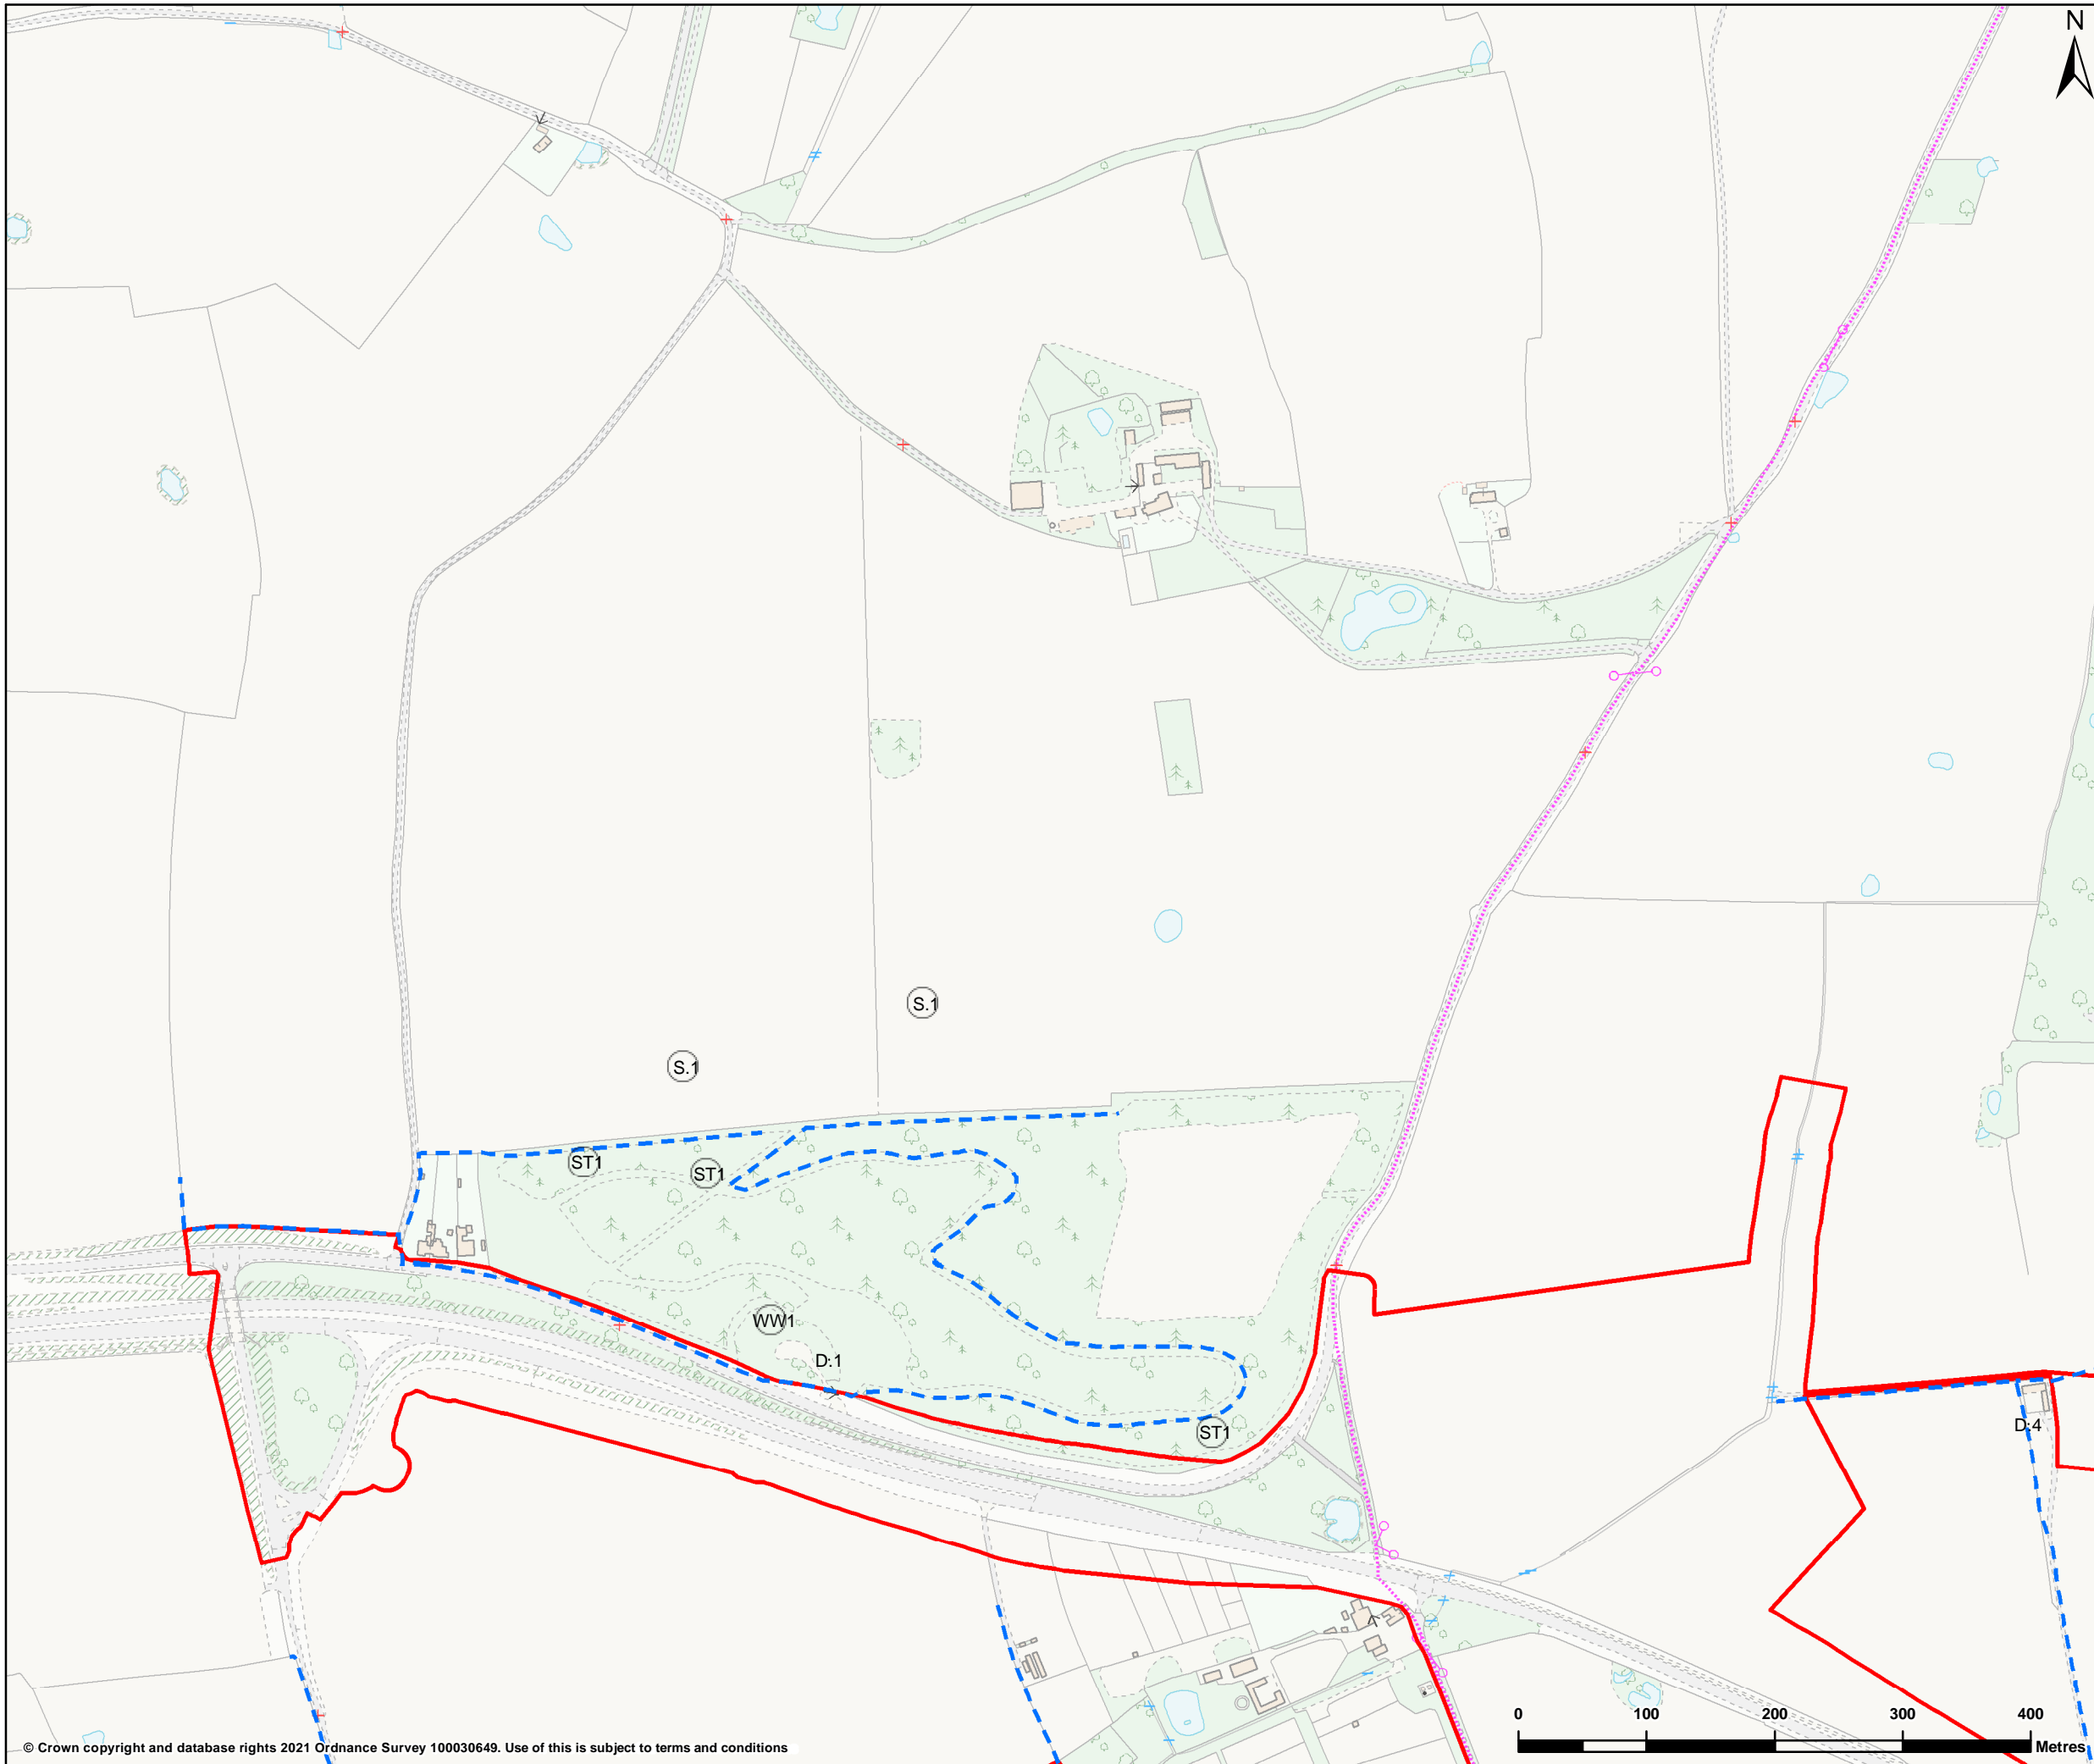 N
S.1
S.1
ST1
ST1
WW1
D.1
D.4
ST1
0 100 200 300 400
Metres
© Crown copyright and database rights 2021 Ordnance Survey 100030649. Use of this is subject to terms and conditions